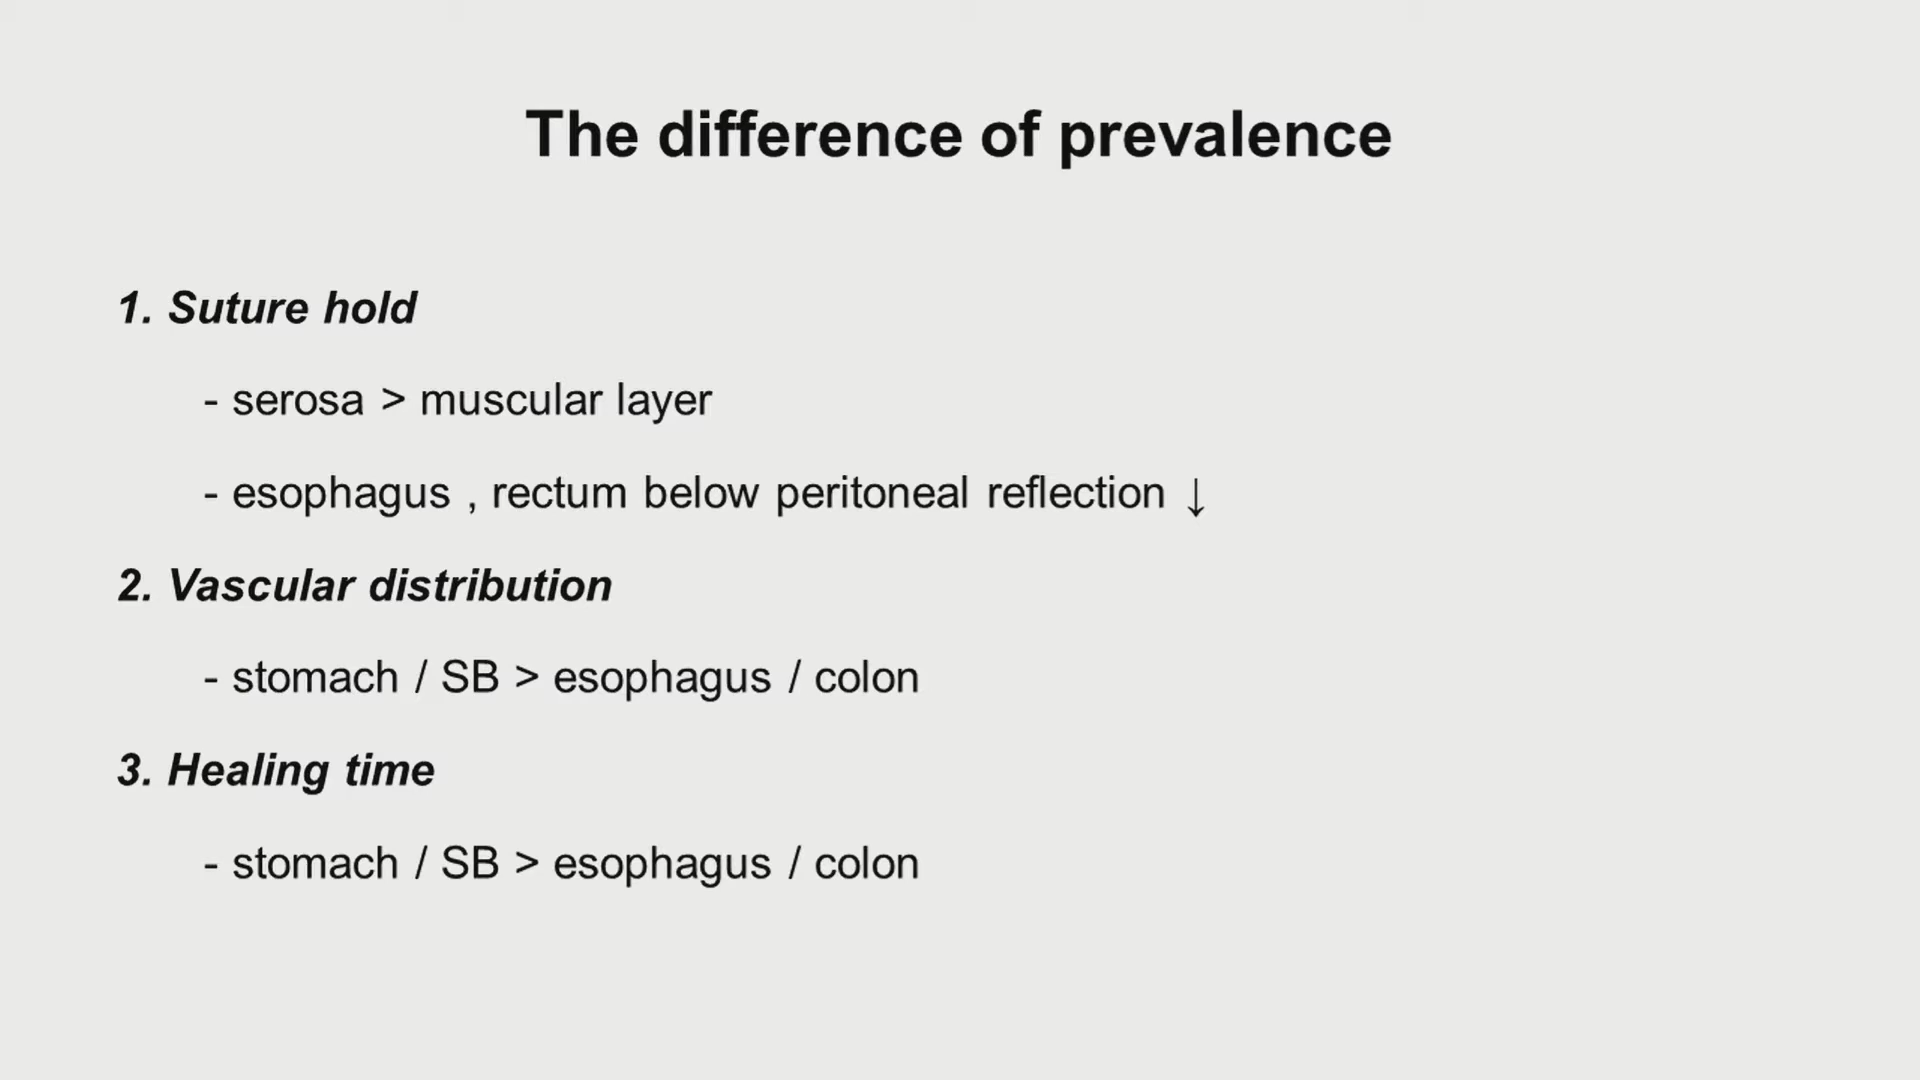 The difference of prevalence
1. Suture hold
- serosa > muscular layer
- esophagus , rectum below peritoneal reflection ↓
2. Vascular distribution
- stomach / SB > esophagus / colon
3. Healing time
- stomach / SB > esophagus / colon